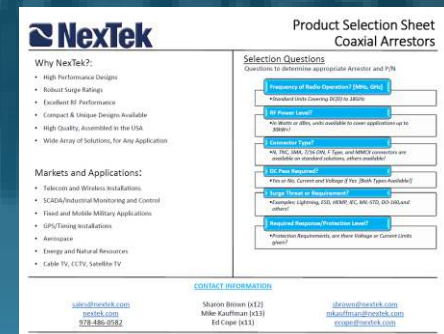 NexTek
Product Selection Sheet
Coaxial Arrestors
Why NexTek?:
• High Performance Designs
• Robust Surge Ratings
• Excellent RF Performance
• Compact & Unique Designs Available
• High Quality, Assembled in the USA
• Wide Array of Solutions, for Any Application
Markets and Applications:
• Telecom and Wireless Installations
• SCADA/Industrial Monitoring and Control
• Fixed and Mobile Military Applications
• GPS/Timing Installations
• Aerospace
• Energy and Natural Resources
• Cable TV, CCTV, Satellite TV
Selection Questions
Questions to determine appropriate Arrestor and P/N
Frequency of Radio Operation? [MHz, GHz]
•Standard Units Covering DC(0) to 18GHz
RF Power Level?
•In Watts or dBm, units available to cover applications up to
30kW+!
Connector Type?
•N, TNC, SMA, 7/16 DIN, F Type, and MMCX connectors are
available on standard solutions, others available!
DC Pass Required?
•Yes or No, Current and Voltage if Yes [Both Types Available!]
Surge Threat or Requirement?
•Examples: Lightning, ESD, HEMP, IEC, MIL-STD, DO-160,and
others!
Required Response/Protection Level?
•Protection Requirements, are there Voltage or Current Limits
given?
CONTACT INFORMATION
sales@nextek.com
nextek.com
978-486-0582
Sharon Brown (x12)
Mike Kauffman (x13)
Ed Cope (x11)
sbrown@nextek.com
mkauffman@nextek.com
ecope@nextek.com